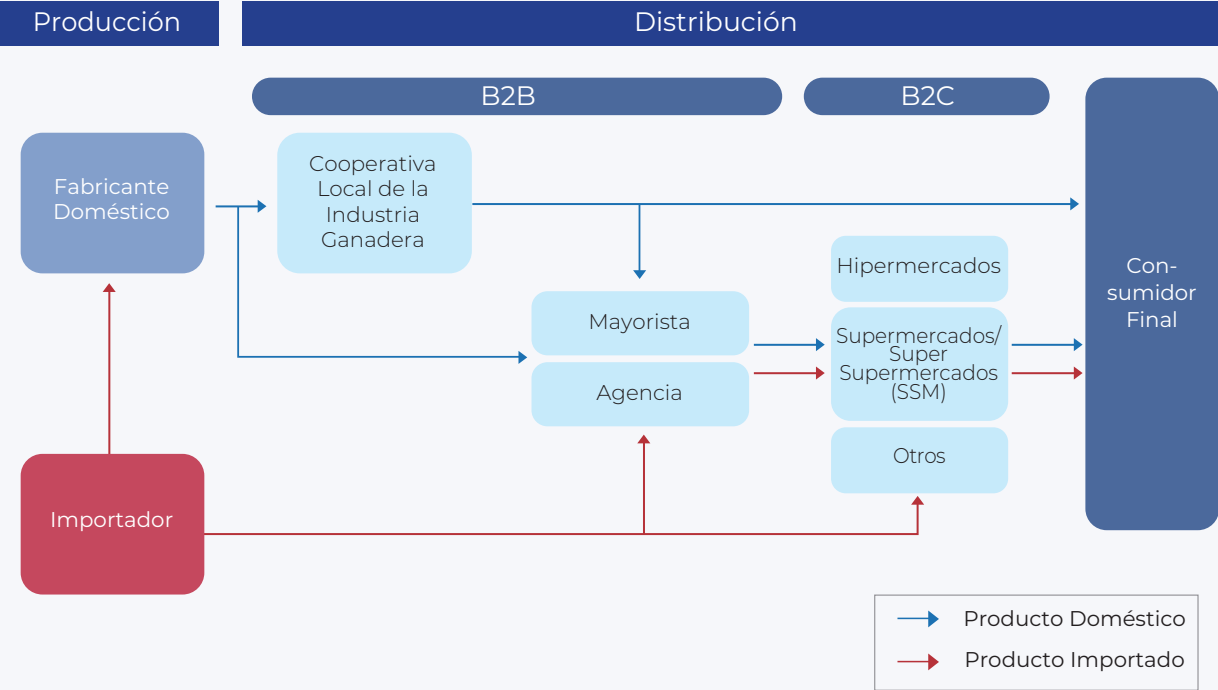 Producción
Distribución
B2B
B2C
Fabricante
Doméstico
Cooperativa
Local de la
Industria
Ganadera
Hipermercados
Mayorista
Supermercados/
Super
Supermercados
(SSM)
Agencia
Otros
Con-
sumidor
Final
Importador
Producto Doméstico
Producto Importado